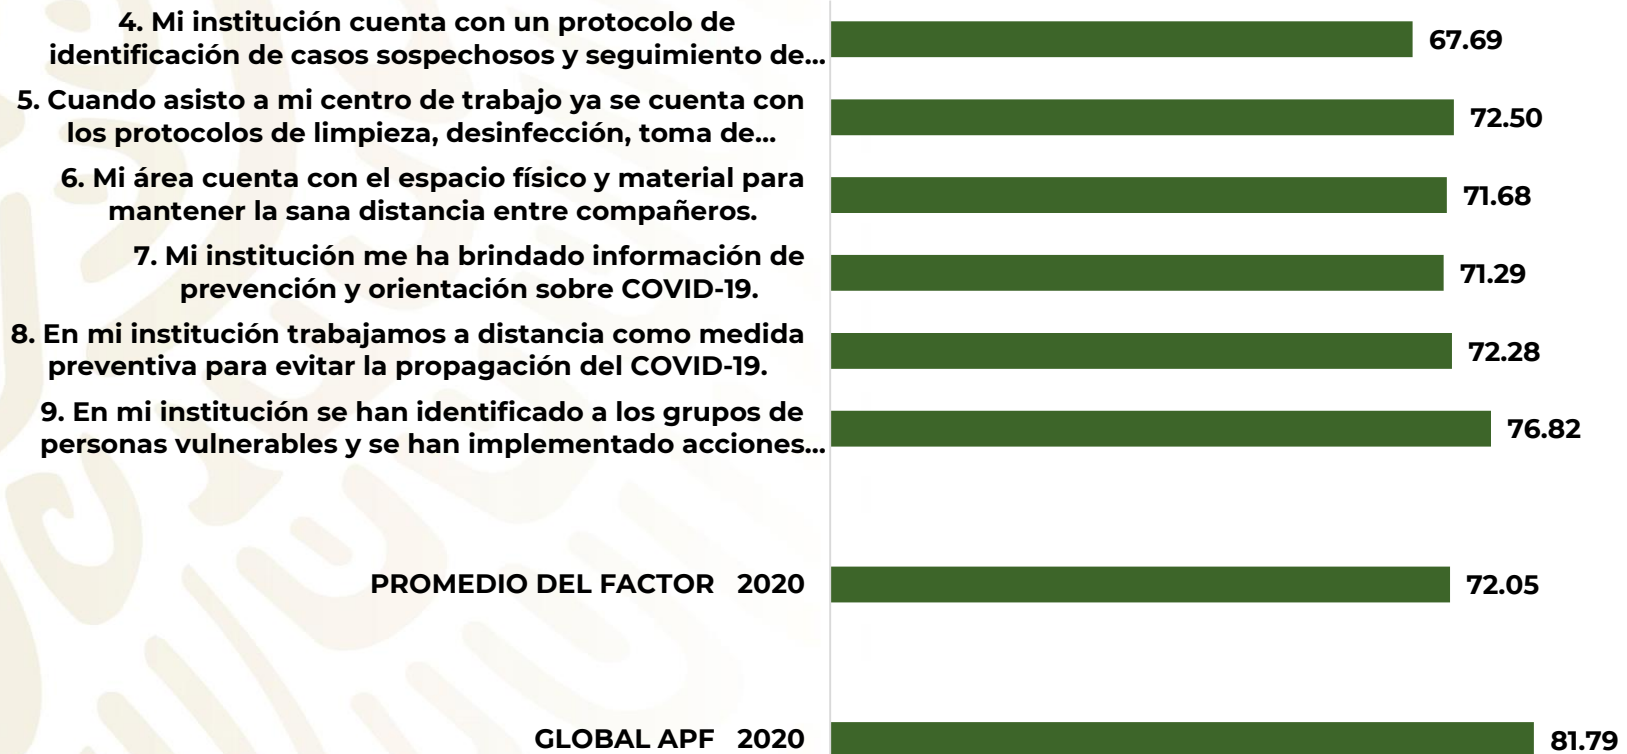 4. Mi institución cuenta con un protocolo de
identificación de casos sospechosos y seguimiento de...
67.69
5. Cuando asisto a mi centro de trabajo ya se cuenta con
los protocolos de limpieza, desinfección, toma de...
72.50
6. Mi área cuenta con el espacio físico y material para
mantener la sana distancia entre compañeros.
71.68
7. Mi institución me ha brindado información de
prevención y orientación sobre COVID-19.
71.29
8. En mi institución trabajamos a distancia como medida
preventiva para evitar la propagación del COVID-19.
72.28
9. En mi institución se han identificado a los grupos de
personas vulnerables y se han implementado acciones...
76.82
PROMEDIO DEL FACTOR 2020
72.05
GLOBAL APF 2020
81.79